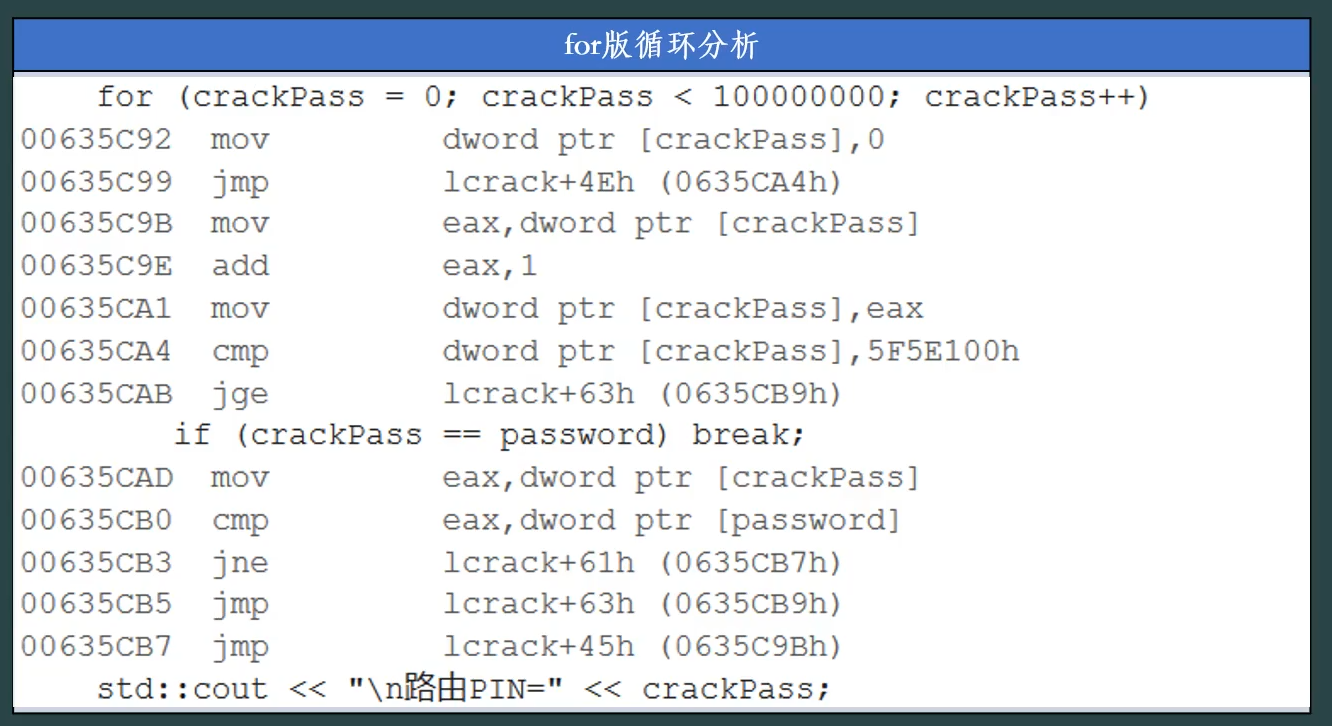 for版循环分析
for (crackPass = 0; crackPass < 100000000; crackPass++)
00635C92 mov dword ptr [crackPass],0
00635C99 jmp lcrack+4Eh (0635CA4h)
00635C9B mov eax,dword ptr [crackPass]
00635C9E add eax,1
00635CA1 mov dword ptr [crackPass],eax
00635CA4 cmp dword ptr [crackPass],5F5E100h
00635CAB jge lcrack+63h (0635CB9h)
if (crackPass == password) break;
00635CAD mov eax,dword ptr [crackPass]
00635CB0 cmp eax,dword ptr [password]
00635CB3 jne lcrack+61h (0635CB7h)
00635CB5 jmp lcrack+63h (0635CB9h)
00635CB7 jmp lcrack+45h (0635C9Bh)
std::cout << "\n路由PIN=" << crackPass;